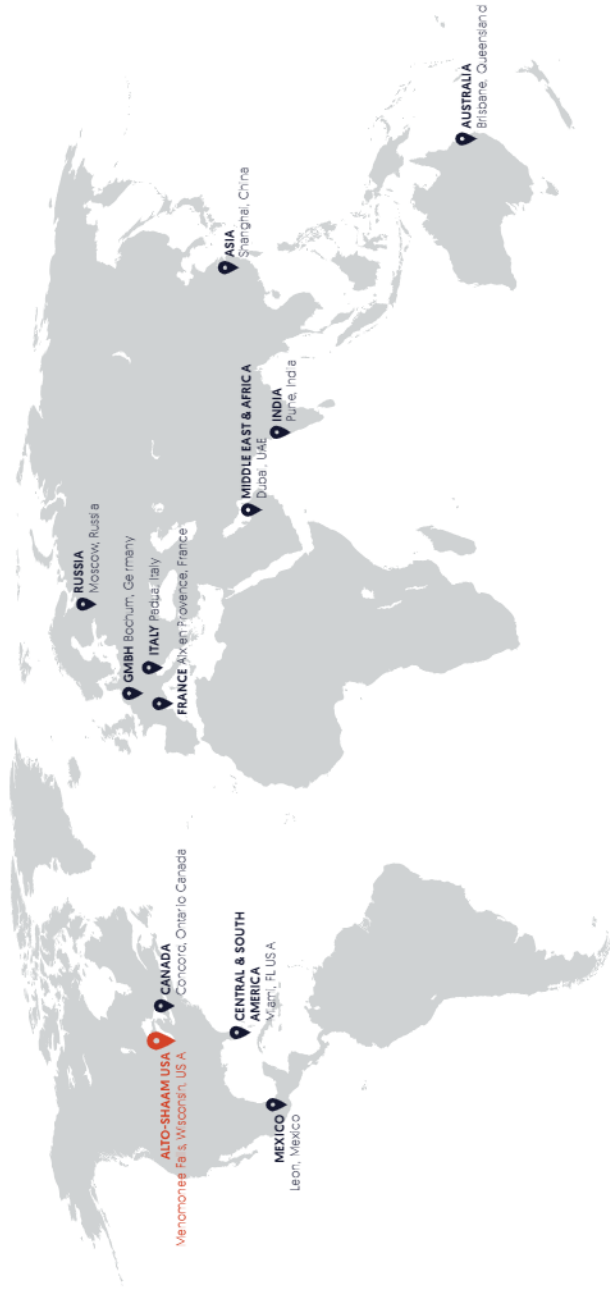 ALTO-SHAAM USA
Menomonee Falls, Wisconsin, USA
CANADA
Concord, Ontario Canada
CENTRAL & SOUTH
AMERICA
Miami, FL USA
MEXICO
Leon, Mexico
RUSSIA
Moscow, Russia
GMBH Bochum, Germany
ITALY Padua, Italy
FRANCE Aix en Provence, France
MIDDLE EAST & AFRICA
Dubai, UAE
INDIA
Pune, India
ASIA
Shanghai, China
AUSTRALIA
Brisbane, Queensland